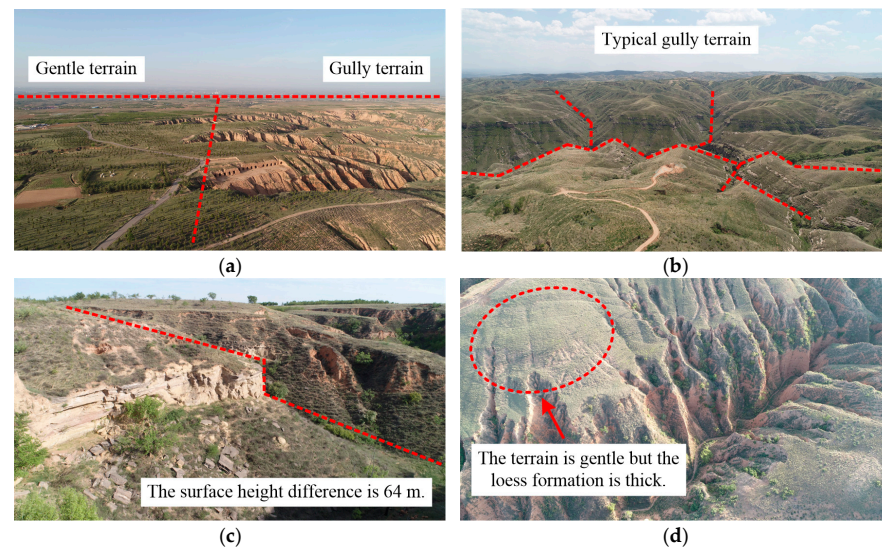 Gentle terrain
Gully terrain
(a)
Typical gully terrain
(b)
The surface height difference is 64 m.
(c)
The terrain is gentle but the
loess formation is thick.
(d)